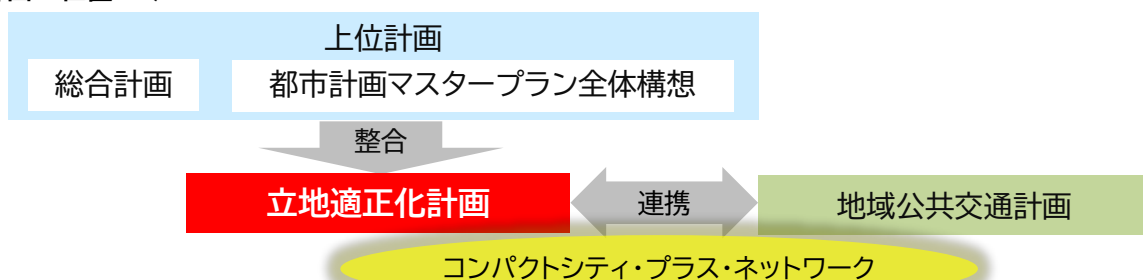 上位計画
総合計画
都市計画マスタープラン全体構想
整合
立地適正化計画
連携
地域公共交通計画
コンパクトシティ・プラス・ネットワーク